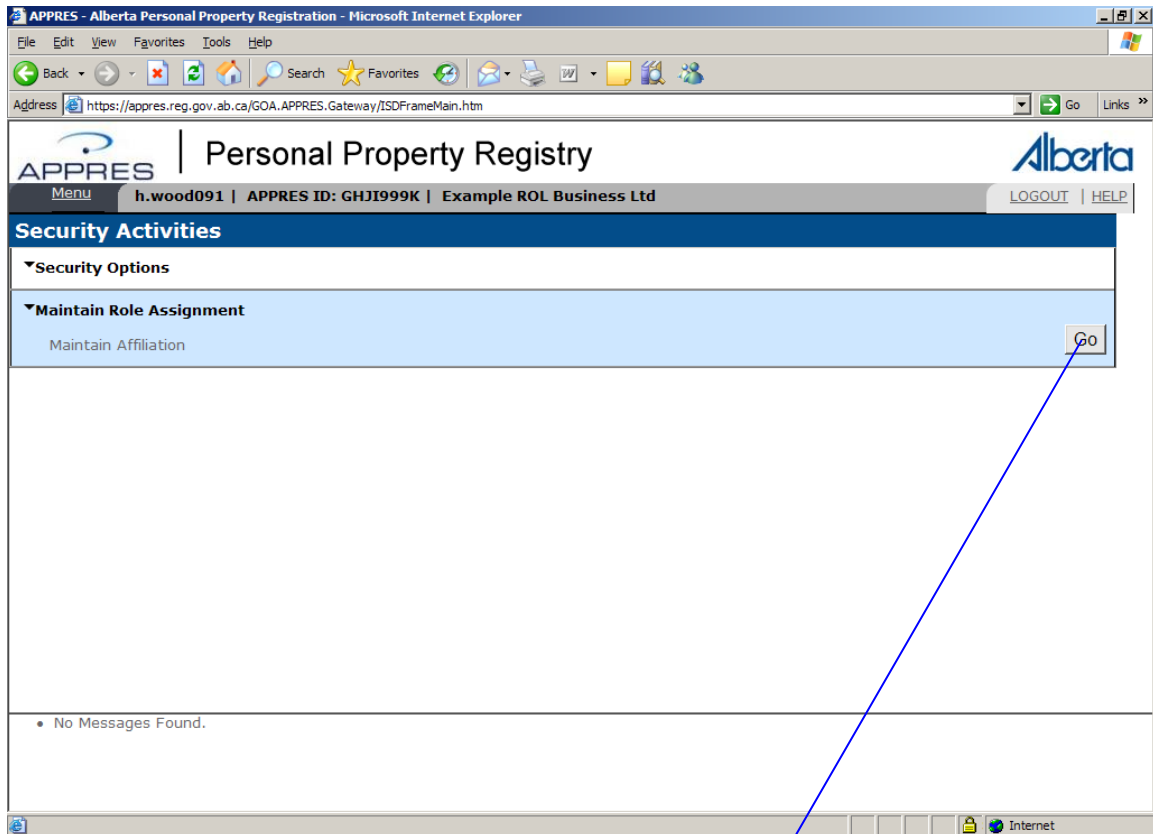 APPRES - Alberta Personal Property Registration - Microsoft Internet Explorer
File Edit View Favorites Tools Help
Back Search Favorites
Address https://appres.reg.gov.ab.ca/GOA.APPRES.Gateway/ISDFrameMain.htm Go Links »
APPRES | Personal Property Registry Alberta
Menu h.wood091 | APPRES ID: GHJI999K | Example ROL Business Ltd LOGOUT | HELP
Security Activities
Security Options
Maintain Role Assignment
Maintain Affiliation Go
• No Messages Found.
Internet